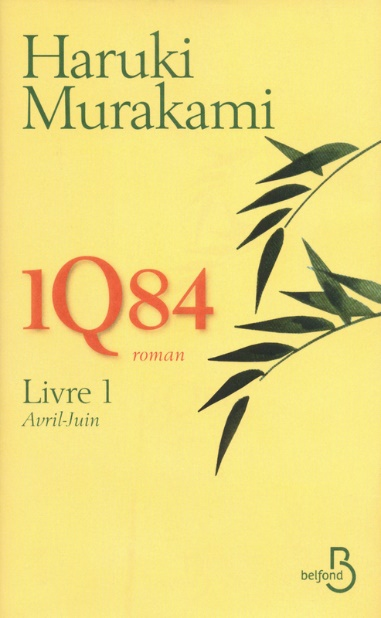 Haruki
Murakami
1Q84
roman
Livre 1
Avril-Juin
belfond
B